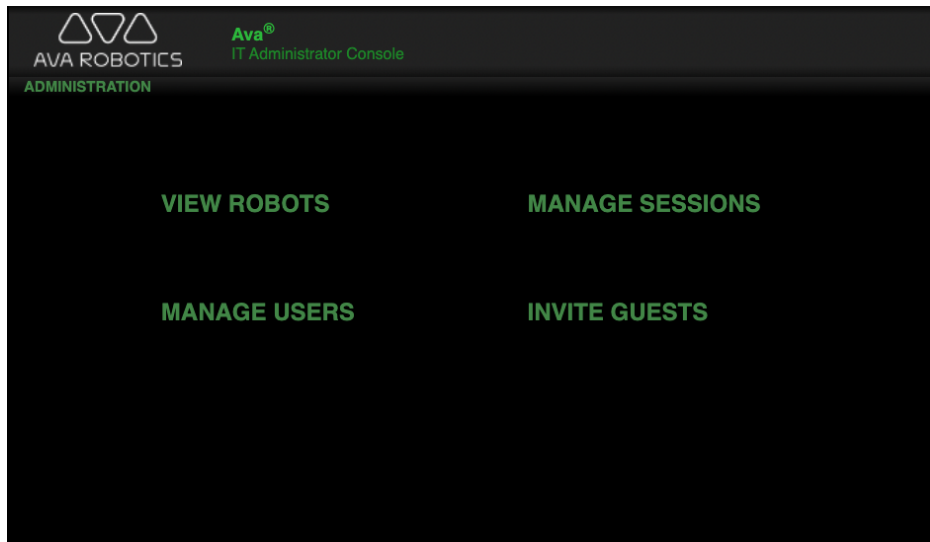 AVA ROBOTICS
Ava®
IT Administrator Console
ADMINISTRATION
VIEW ROBOTS
MANAGE SESSIONS
MANAGE USERS
INVITE GUESTS